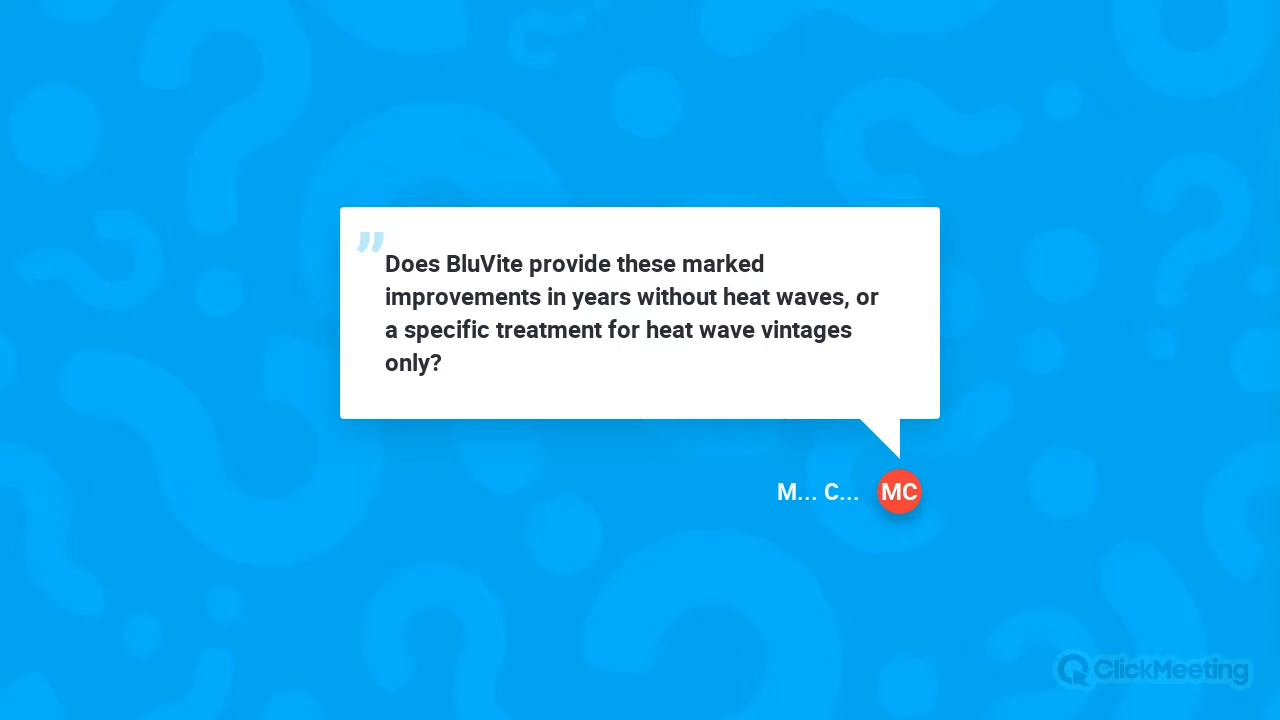 Does BluVite provide these marked
improvements in years without heat waves, or
a specific treatment for heat wave vintages
only?
M... C... MC
ClickMeeting